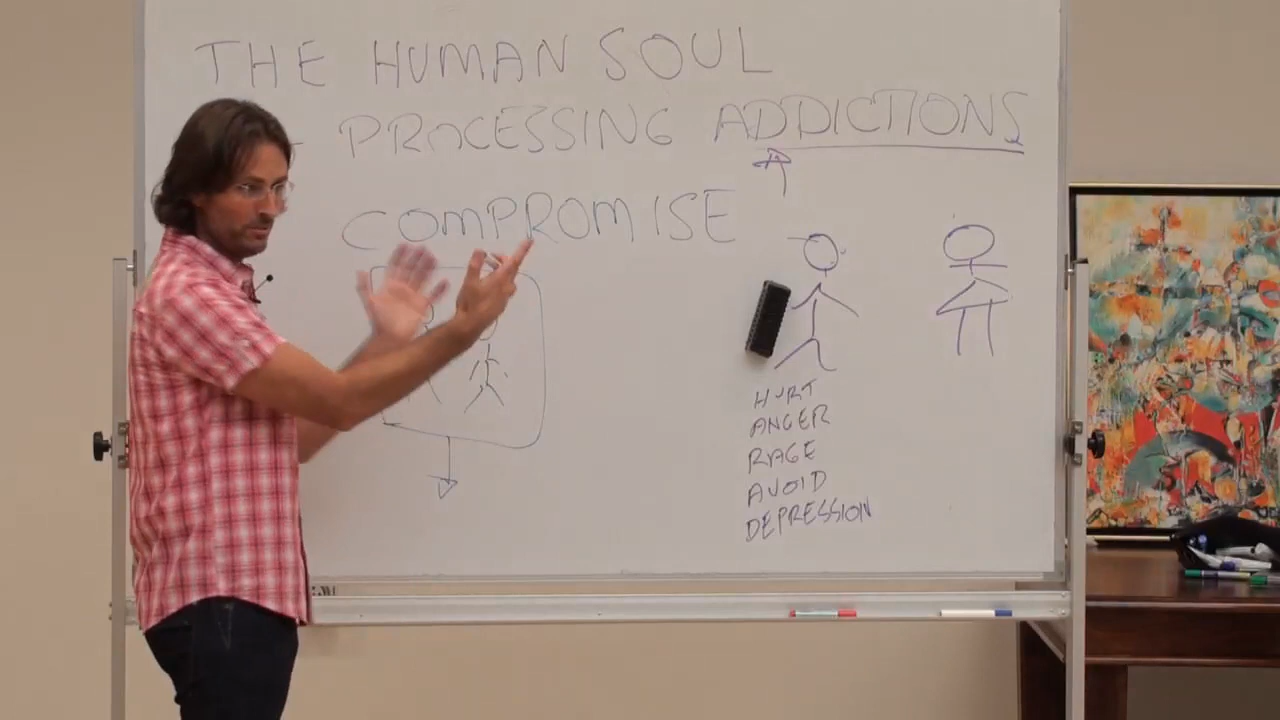 THE HUMAN SOUL
- PROCESSING ADDICTIONS
COMPROMISE
HURT
ANGER
RAGE
AVOID
DEPRESSION